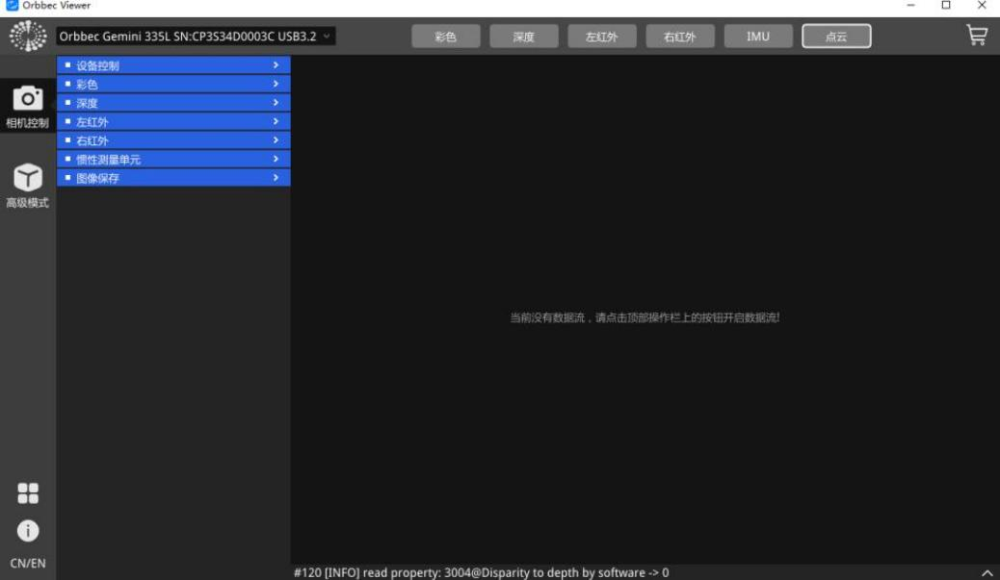 Orbbec Viewer
Orbbec Gemini 335L SN:CP3S34D0003C USB3.2
彩色
深度
左红外
右红外
IMU
点云
设备控制
彩色
深度
左红外
右红外
惯性测量单元
图像保存
相机控制
高级模式
当前没有数据流，请点击顶部操作栏上的按钮开启数据流!
CN/EN
#120 [INFO] read property: 3004@Disparity to depth by software -> 0